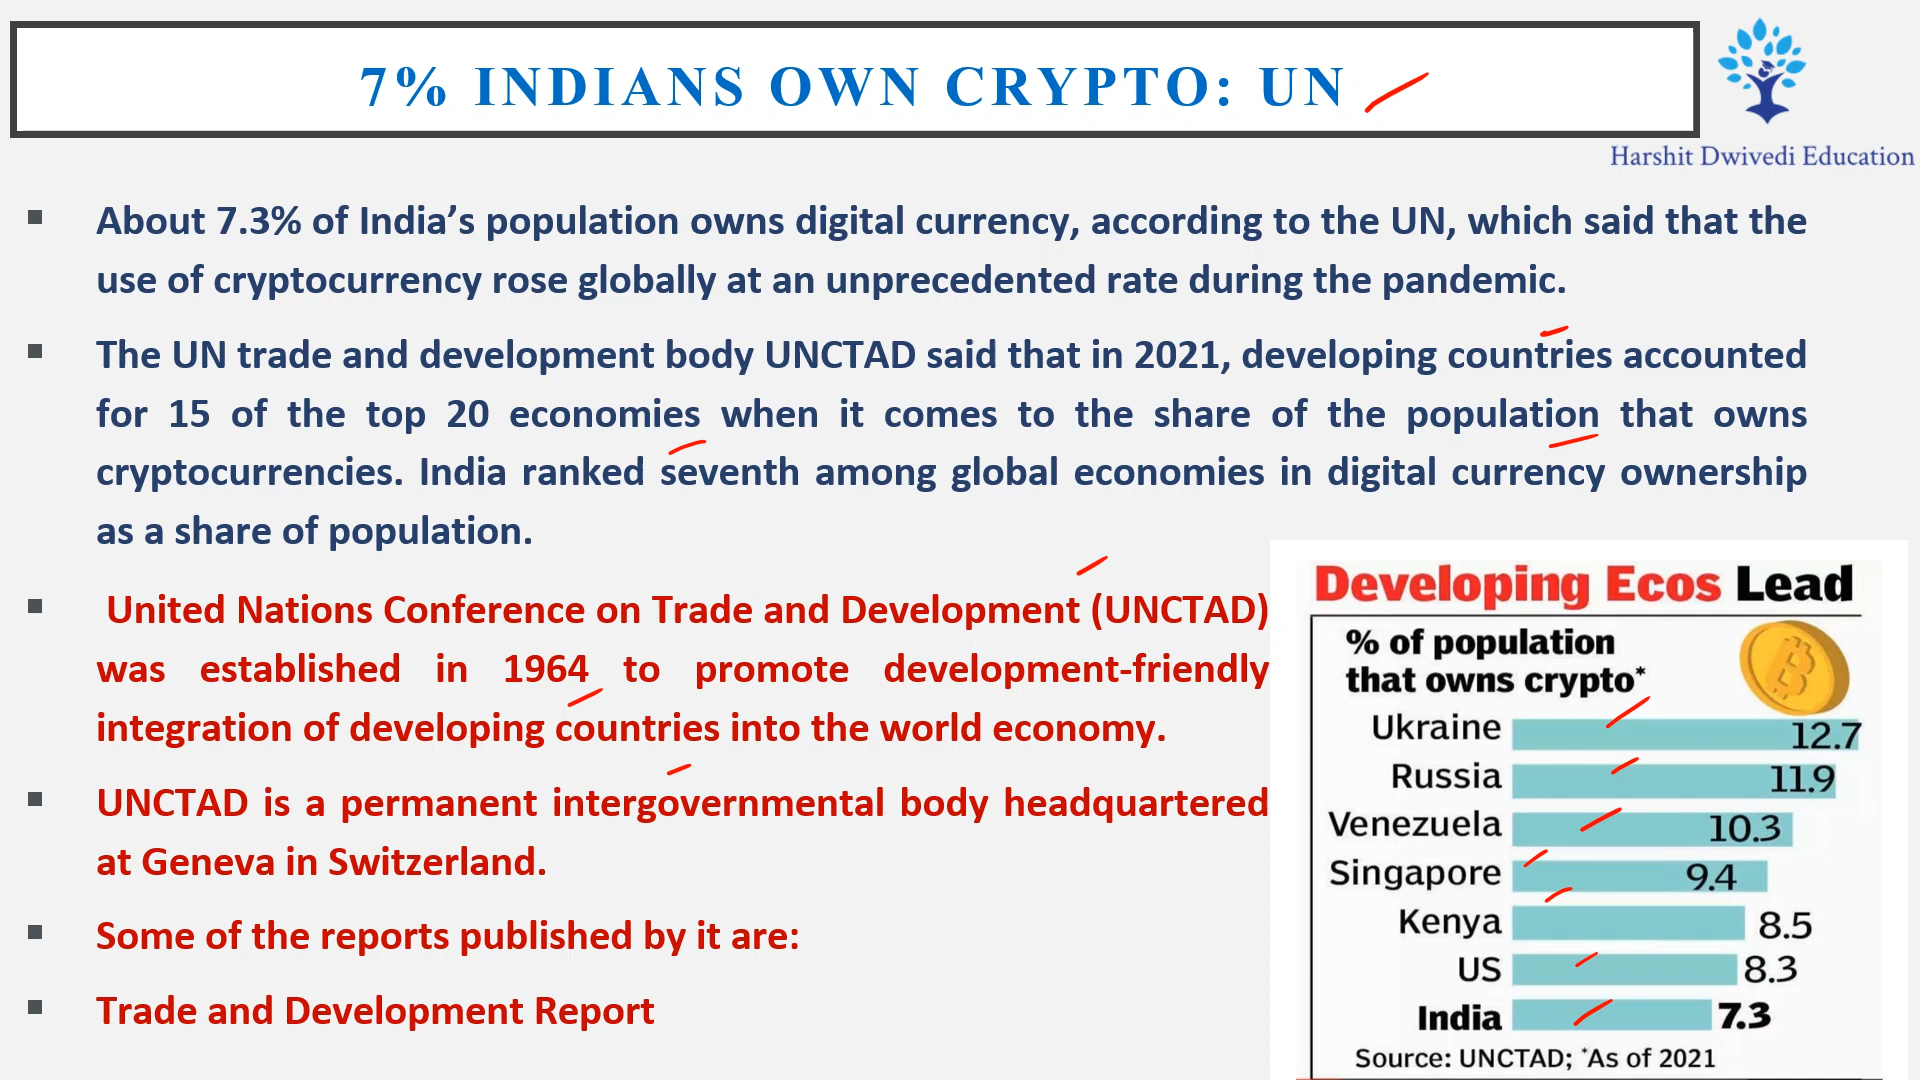 7% INDIANS OWN CRYPTO: UN
Harshit Dwivedi Education
▪ About 7.3% of India’s population owns digital currency, according to the UN, which said that the
use of cryptocurrency rose globally at an unprecedented rate during the pandemic.
▪ The UN trade and development body UNCTAD said that in 2021, developing countries accounted
for 15 of the top 20 economies when it comes to the share of the population that owns
cryptocurrencies. India ranked seventh among global economies in digital currency ownership
as a share of population.
▪ United Nations Conference on Trade and Development (UNCTAD)
was established in 1964 to promote development-friendly
integration of developing countries into the world economy.
▪ UNCTAD is a permanent intergovernmental body headquartered
at Geneva in Switzerland.
▪ Some of the reports published by it are:
▪ Trade and Development Report
Developing Ecos Lead
% of population
that owns crypto*
Ukraine 12.7
Russia 11.9
Venezuela 10.3
Singapore 9.4
Kenya 8.5
US 8.3
India 7.3
Source: UNCTAD; *As of 2021